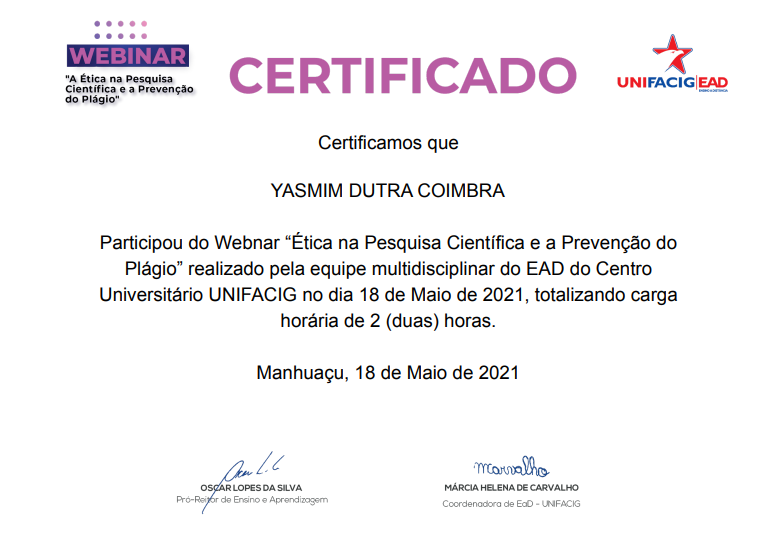 WEBINAR
"A Ética na Pesquisa
Científica e a Prevenção
do Plágio"
CERTIFICADO
UNIFACIG|EAD
ENSINO A DISTÂNCIA
Certificamos que
YASMIM DUTRA COIMBRA
Participou do Webnar “Ética na Pesquisa Científica e a Prevenção do
Plágio” realizado pela equipe multidisciplinar do EAD do Centro
Universitário UNIFACIG no dia 18 de Maio de 2021, totalizando carga
horária de 2 (duas) horas.
Manhuaçu, 18 de Maio de 2021
Oscar L. L
OSCAR LOPES DA SILVA
Pró-Reitor de Ensino e Aprendizagem
Marvalho
MÁRCIA HELENA DE CARVALHO
Coordenadora de EaD - UNIFACIG